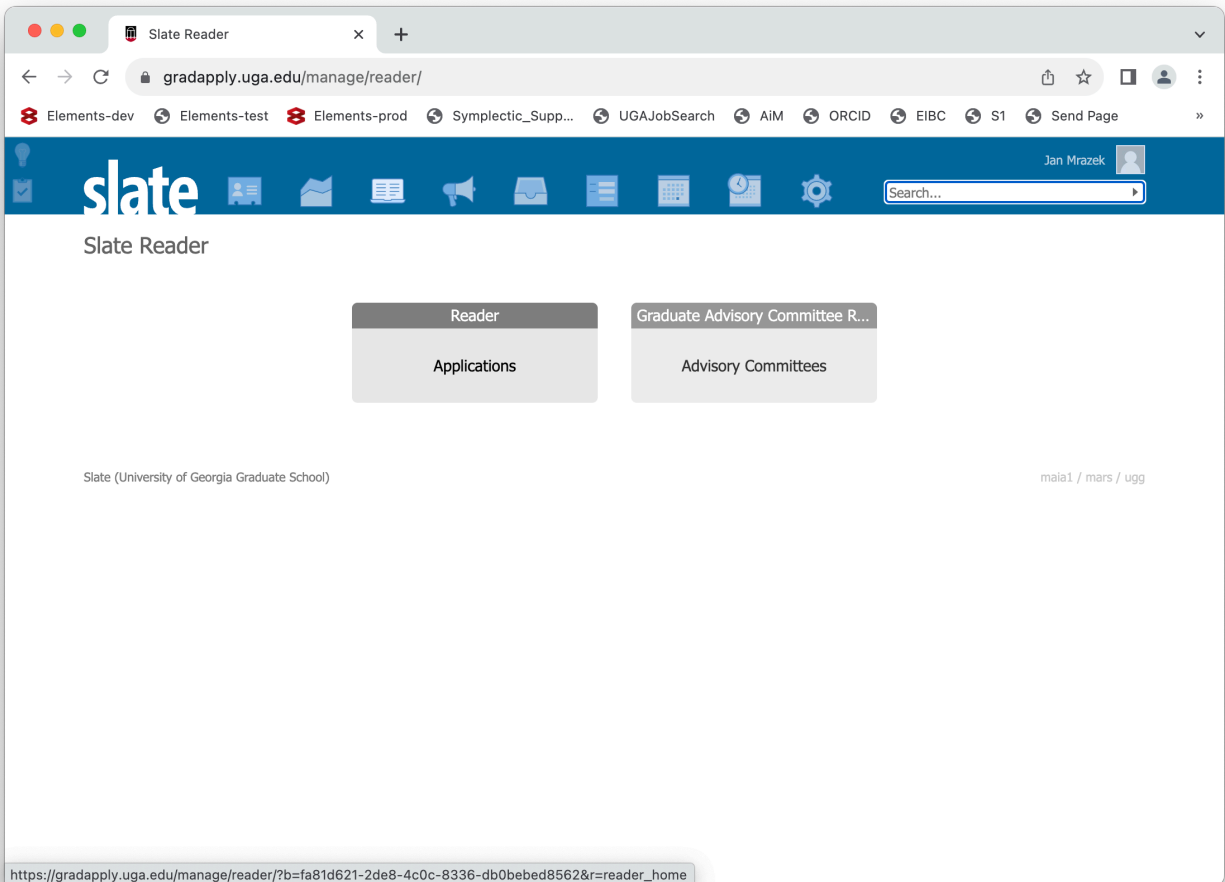 Slate Reader
gradapply.uga.edu/manage/reader/
Elements-dev Elements-test Elements-prod Symplectic_Supp... UGAJobSearch AiM ORCID EIBC S1 Send Page »
Jan Mrazek
slate
Search...
Slate Reader
Reader Graduate Advisory Committee R...
Applications Advisory Committees
Slate (University of Georgia Graduate School) maia1 / mars / ugg
https://gradapply.uga.edu/manage/reader/?b=fa81d621-2de8-4c0c-8336-db0bebed8562&r=reader_home